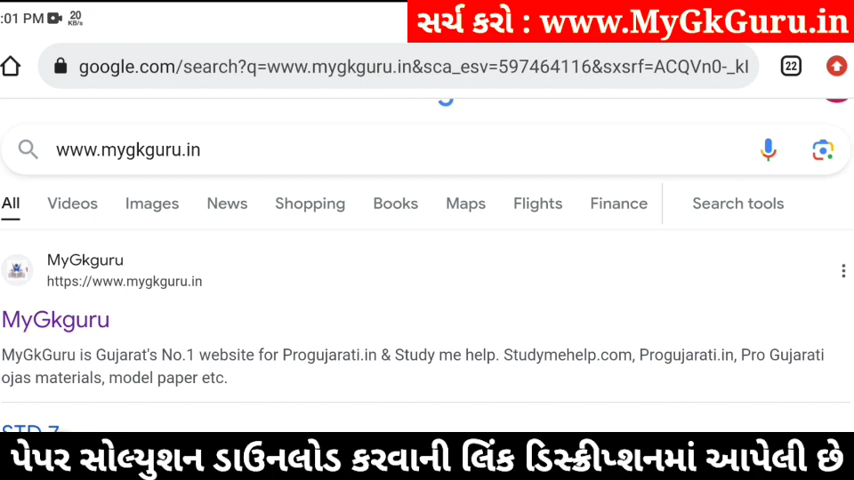 :01 PM 20 KB/s
સર્ચ કરો : www.MyGkGuru.in
google.com/search?q=www.mygkguru.in&sca_esv=597464116&sxsrf=ACQVn0-_kI
22
www.mygkguru.in
All Videos Images News Shopping Books Maps Flights Finance Search tools
MyGkguru
https://www.mygkguru.in
MyGkguru
MyGkGuru is Gujarat's No.1 website for Progujarati.in & Study me help. Studymehelp.com, Progujarati.in, Pro Gujarati
ojas materials, model paper etc.
STD 7
પેપર સોલ્યુશન ડાઉનલોડ કરવાની લિંક ડિસ્ક્રીપ્શનમાં આપેલી છે